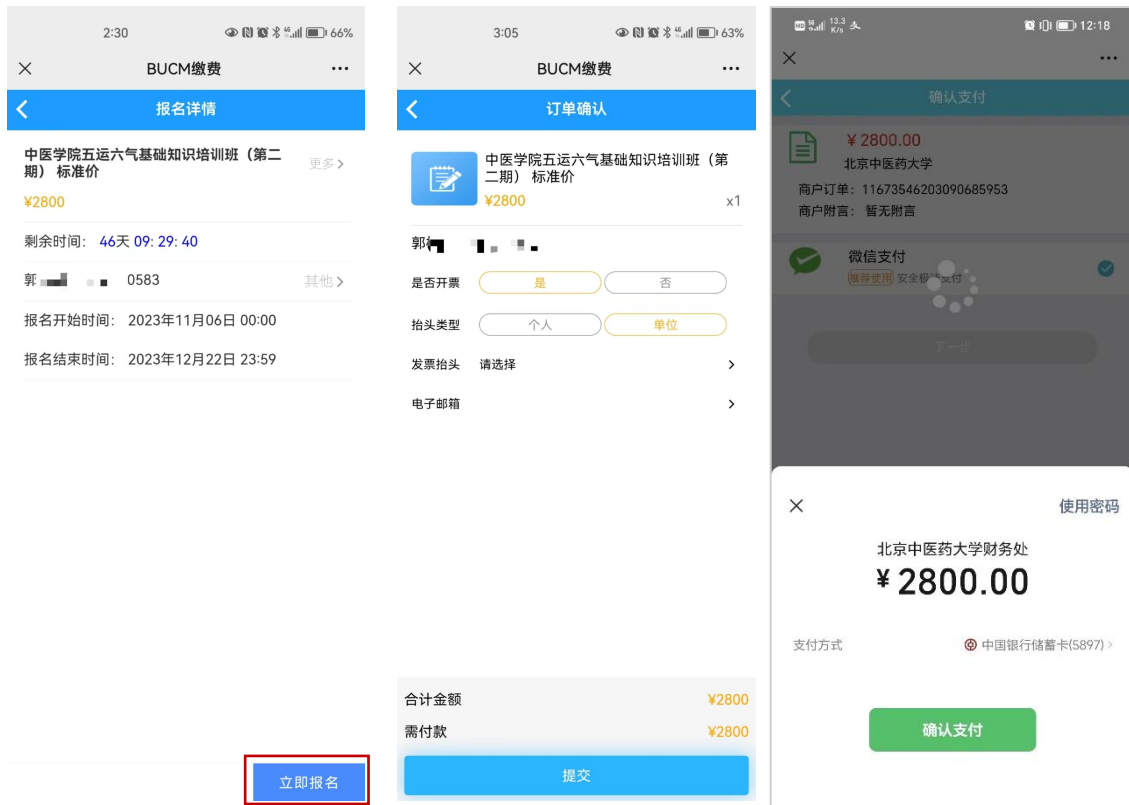 2:30
66%
BUCM缴费
报名详情
中医学院五运六气基础知识培训班（第二
期） 标准价
更多
¥2800
剩余时间： 46天 09: 29: 40
郭 0583
其他
报名开始时间： 2023年11月06日 00:00
报名结束时间： 2023年12月22日 23:59
立即报名
3:05
63%
BUCM缴费
订单确认
中医学院五运六气基础知识培训班（第
二期） 标准价
¥2800
x1
郭
是否开票 是 否
抬头类型 个人 单位
发票抬头 请选择
电子邮箱
合计金额 ¥2800
需付款 ¥2800
提交
13.3 K/s
12:18
确认支付
¥ 2800.00
北京中医药大学
商户订单：11673546203090685953
商户附言：暂无附言
微信支付
推荐使用 安全极速支付
下一步
使用密码
北京中医药大学财务处
¥ 2800.00
支付方式 中国银行储蓄卡(5897)
确认支付